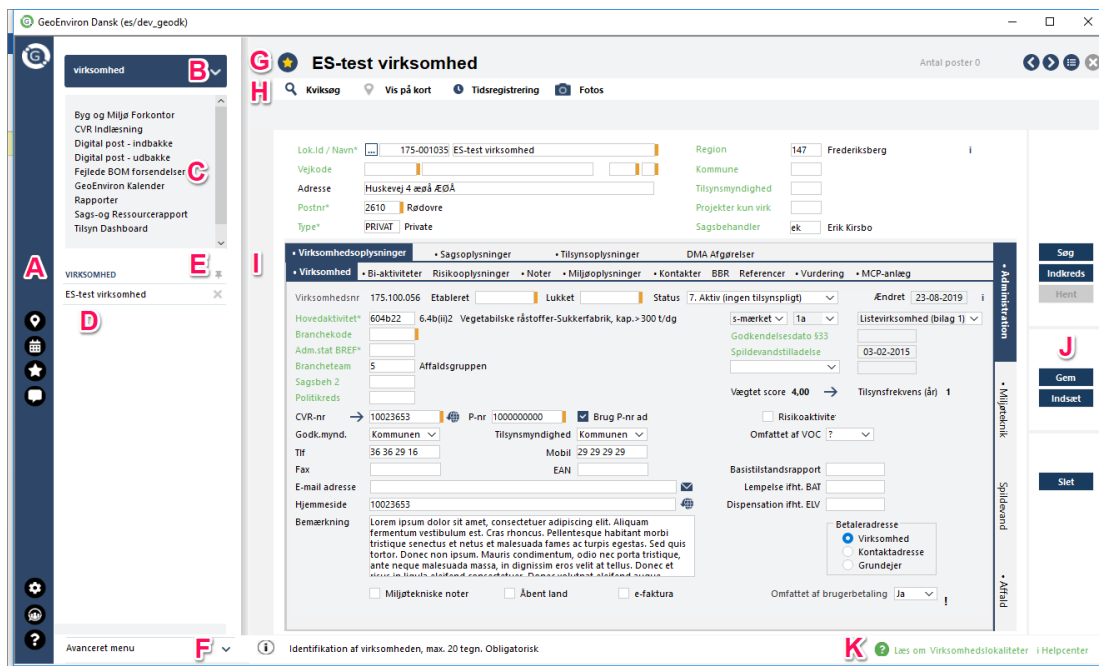 GeoEnviron Dansk (es/dev_geodk)
virksomhed B
G ES-test virksomhed Antal poster 0
H Kviksøg Vis på kort Tidsregistrering Fotos
Byg og Miljø Forkontor
CVR Indlæsning
Digital post - indbakke
Digital post - udbakke
Fejlede BOM forsendelser
C
GeoEnviron Kalender
Rapporter
Sags-og Ressourcerapport
Tilsyn Dashboard
A
VIRKSOMHED E
ES-test virksomhed
D
Avanceret menu F
Lok.Id / Navn* ... 175-001035 ES-test virksomhed Region 147 Frederiksberg i
Vejkode Kommune
Adresse Huskevej 4 æøå ÆØÅ Tilsynsmyndighed
Postnr* 2610 Rødovre Projekter kun virk
Type* PRIVAT Private Sagsbehandler ek Erik Kirsbo
I
• Virksomhedsoplysninger • Sagsoplysninger • Tilsynsoplysninger DMA Afgørelser
• Virksomhed • Bi-aktiviteter Risikooplysninger • Noter • Miljøoplysninger • Kontakter BBR Referencer • Vurdering • MCP-anlæg
Virksomhedsnr 175.100.056 Etableret Lukket Status 7. Aktiv (ingen tilsynspligt) Ændret 23-08-2019 i
Hovedaktivitet* 604b22 6.4b(ii)2 Vegetabilske råstoffer-Sukkerfabrik, kap.>300 t/dg s-mærket 1a Listevirksomhed (bilag 1)
Branchekode Godkendelsesdato §33
Adm.stat BREF* Spildevandstilladelse 03-02-2015
Brancheteam 5 Affaldsgruppen
Sagsbeh 2 Vægtet score 4,00 Tilsynsfrekvens (år) 1
Politikreds
CVR-nr 10023653 P-nr 1000000000 Brug P-nr ad Risikoaktivite
Godk.mynd. Kommunen Tilsynsmyndighed Kommunen Omfattet af VOC ?
Tlf 36 36 29 16 Mobil 29 29 29 29
Fax EAN Basistilstandsrapport
E-mail adresse Lempelse ifht. BAT
Hjemmeside 10023653 Dispensation ifht. ELV
Bemærkning Lorem ipsum dolor sit amet, consectetuer adipiscing elit. Aliquam
fermentum vestibulum est. Cras rhoncus. Pellentesque habitant morbi
tristique senectus et netus et malesuada fames ac turpis egestas. Sed quis
tortor. Donec non ipsum. Mauris condimentum, odio nec porta tristique,
ante neque malesuada massa, in dignissim eros velit at tellus. Donec et
risus in ligula eleifend consectetuer. Donec volutpat eleifend augue.
Betaleradresse
Virksomhed
Kontaktadresse
Grundejer
Miljøtekniske noter Åbent land e-faktura Omfattet af brugerbetaling Ja !
• Administration
• Miljøteknik
Spildevand
• Affald
Søg
Indkreds
Hent
J
Gem
Indsæt
Slet
i Identifikation af virksomheden, max. 20 tegn. Obligatorisk K ? Læs om Virksomhedslokaliteter i Helpcenter